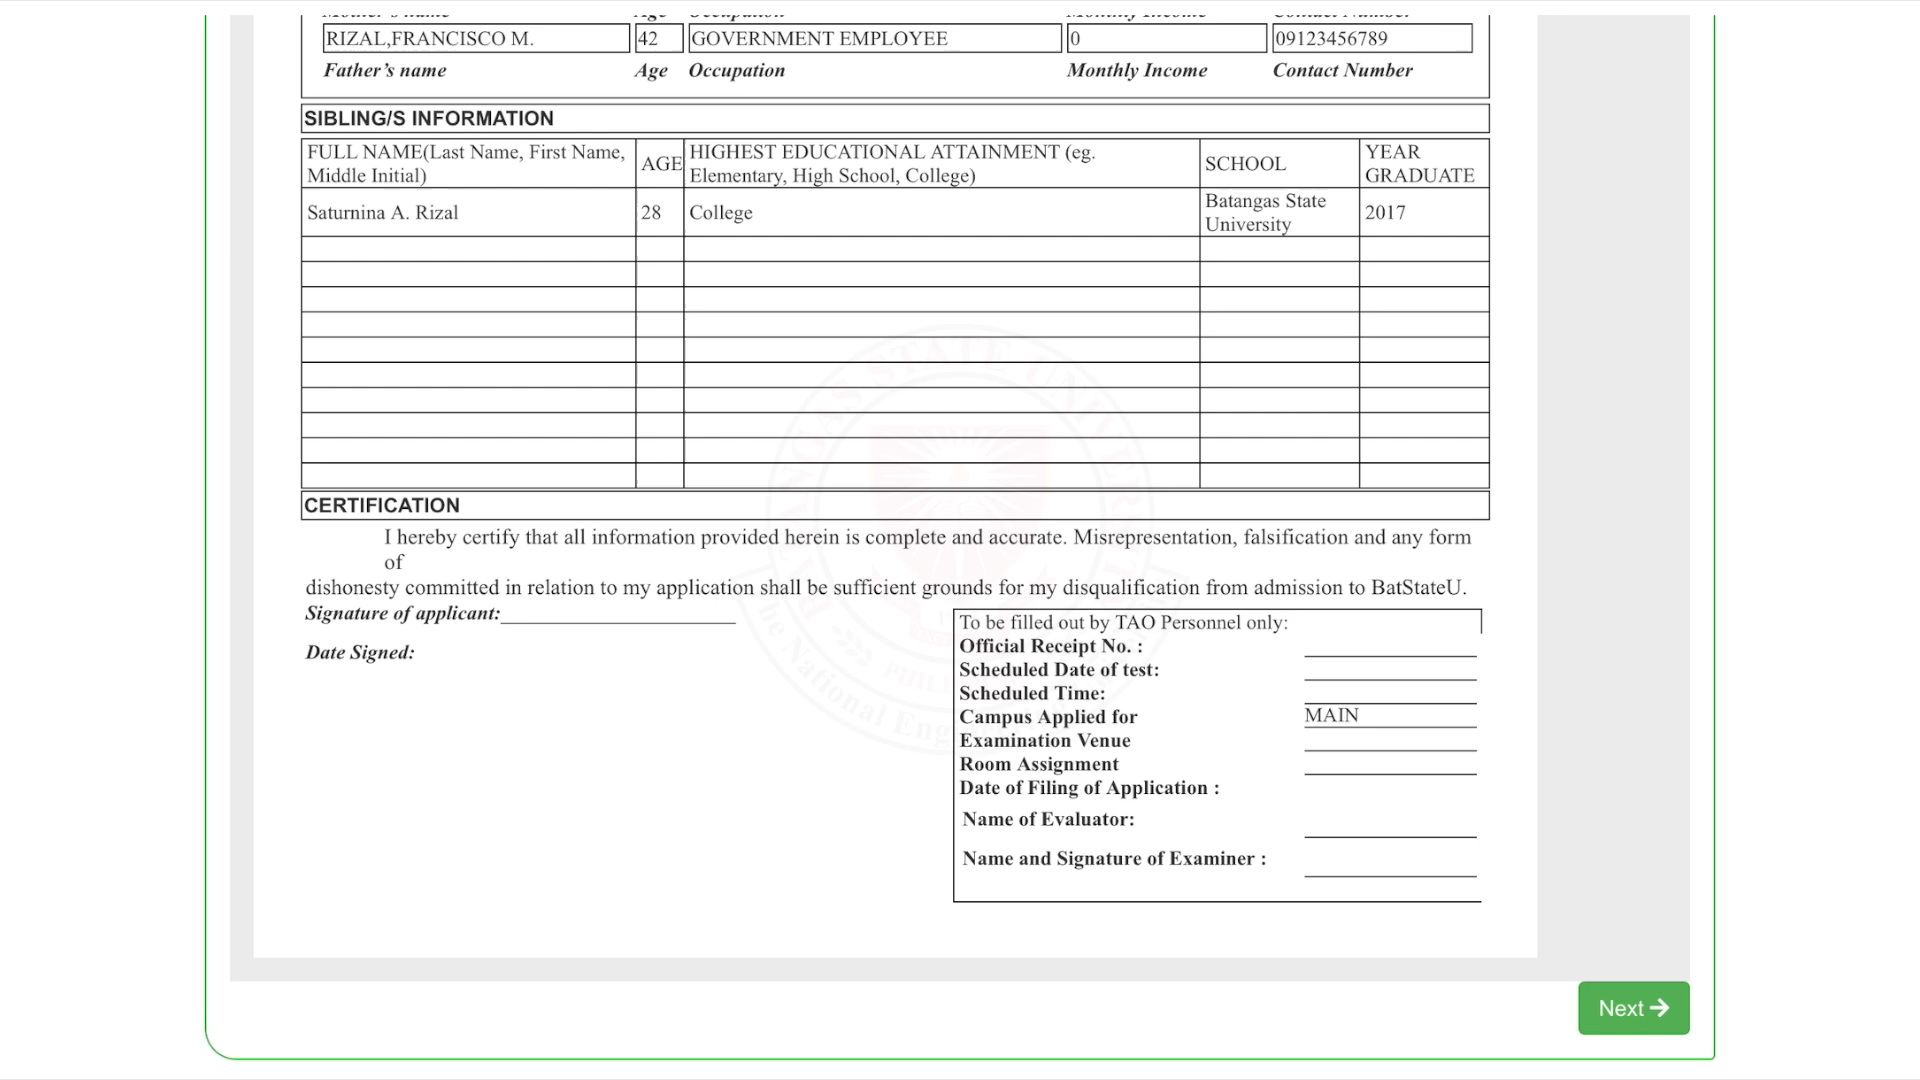 RIZAL,FRANCISCO M. 42 GOVERNMENT EMPLOYEE 0 09123456789
Father's name Age Occupation Monthly Income Contact Number
SIBLING/S INFORMATION
FULL NAME(Last Name, First Name, Middle Initial) AGE HIGHEST EDUCATIONAL ATTAINMENT (eg. Elementary, High School, College) SCHOOL YEAR GRADUATE
Saturnina A. Rizal 28 College Batangas State University 2017
CERTIFICATION
I hereby certify that all information provided herein is complete and accurate. Misrepresentation, falsification and any form
of
dishonesty committed in relation to my application shall be sufficient grounds for my disqualification from admission to BatStateU.
Signature of applicant:
Date Signed:
To be filled out by TAO Personnel only:
Official Receipt No. :
Scheduled Date of test:
Scheduled Time:
Campus Applied for MAIN
Examination Venue
Room Assignment
Date of Filing of Application :
Name of Evaluator:
Name and Signature of Examiner :
Next